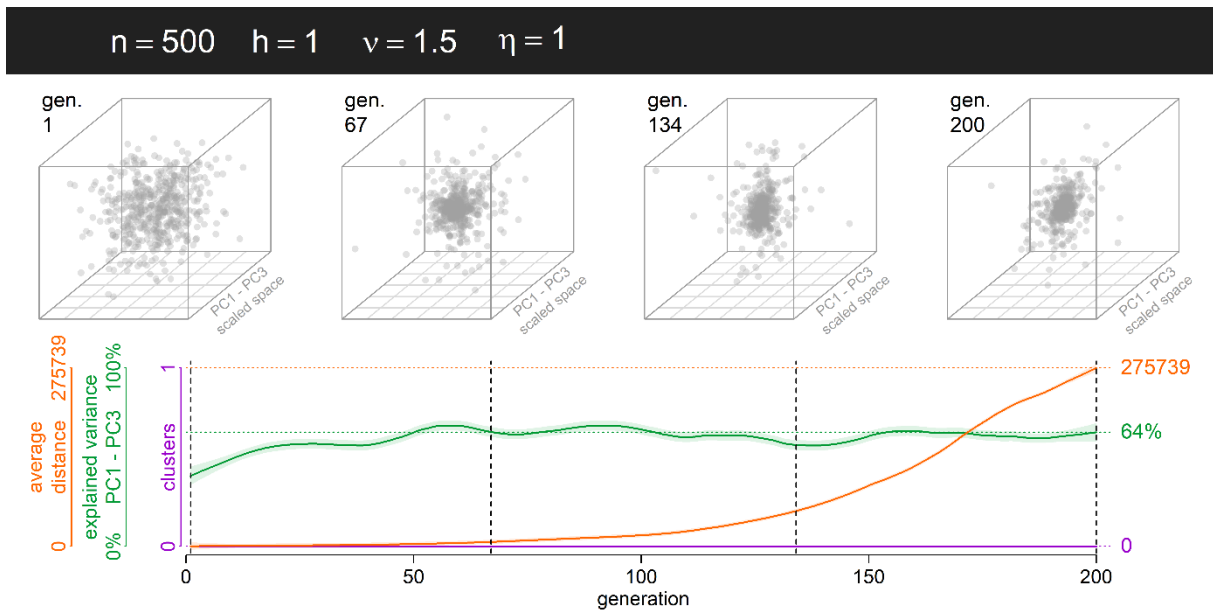 n = 500 h = 1 ν = 1.5 η = 1
gen.
1
gen.
67
gen.
134
gen.
200
PC1 - PC3
scaled space
PC1 - PC3
scaled space
PC1 - PC3
scaled space
PC1 - PC3
scaled space
average
distance
0
275739
explained variance
PC1 - PC3
0%
100%
clusters
0
1
275739
64%
0
0 50 100 150 200
generation